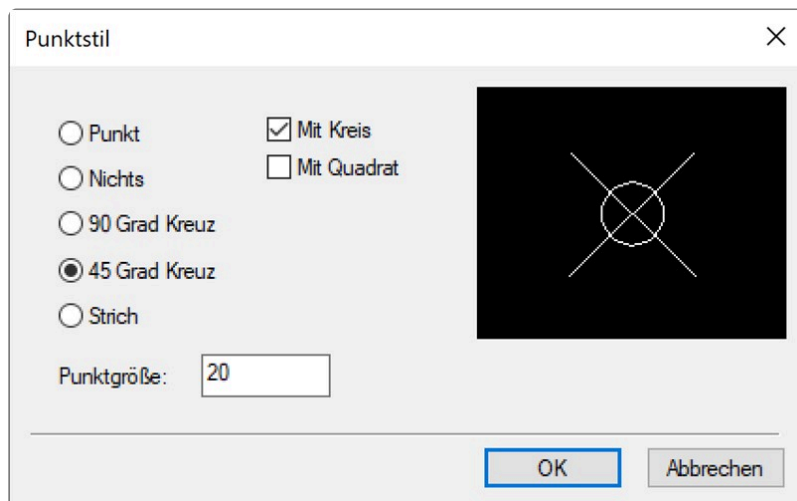 Punktstil
Punkt
Nichts
90 Grad Kreuz
45 Grad Kreuz
Strich
Mit Kreis
Mit Quadrat
Punktgröße: 20
OK Abbrechen